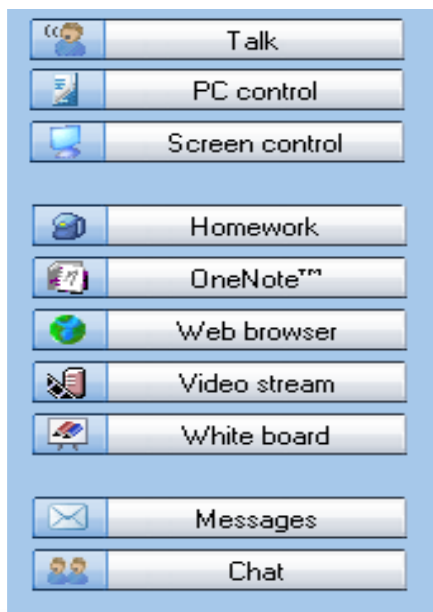 Talk
PC control
Screen control
Homework
OneNote™
Web browser
Video stream
White board
Messages
Chat